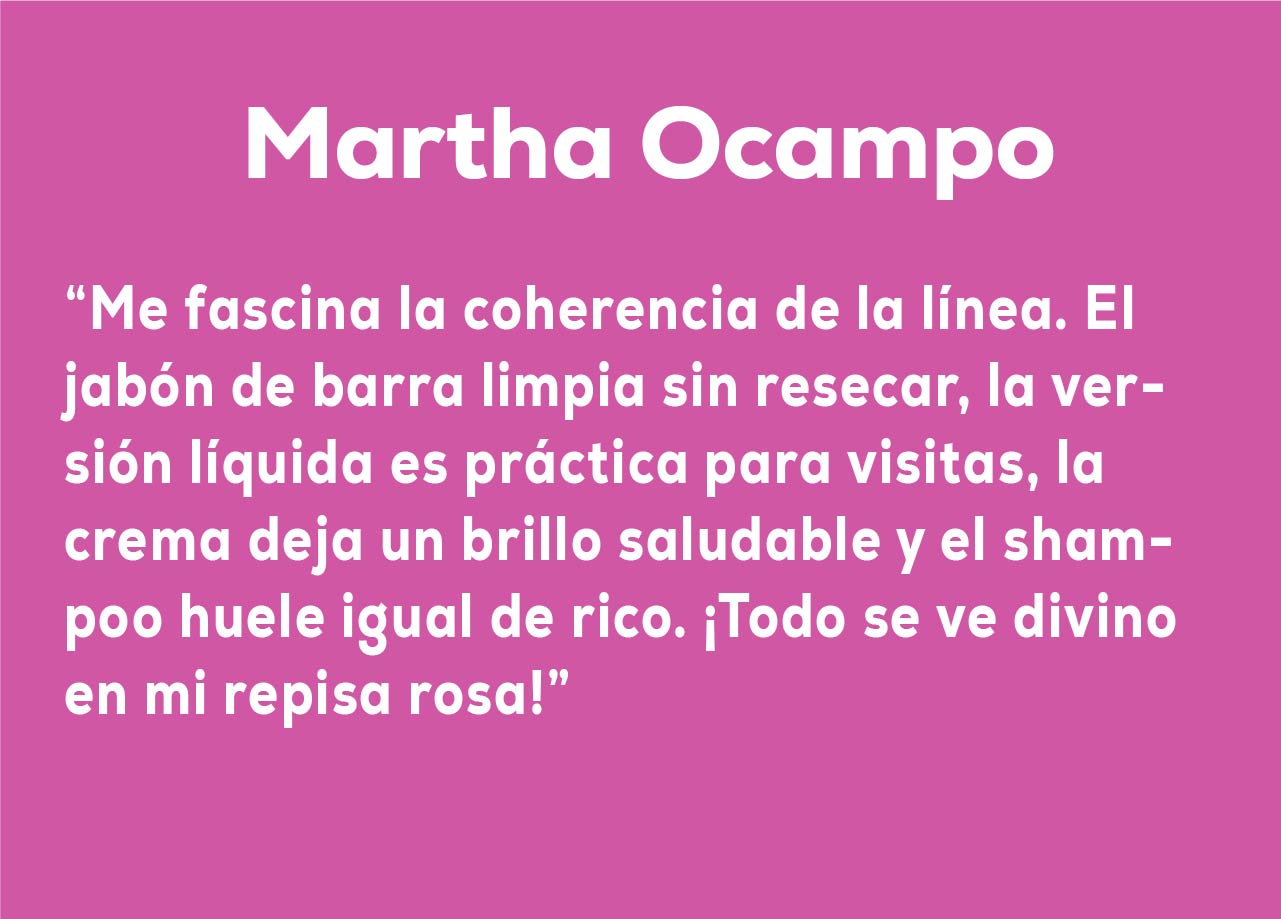 Martha Ocampo
“Me fascina la coherencia de la línea. El
jabón de barra limpia sin resecar, la ver-
sión líquida es práctica para visitas, la
crema deja un brillo saludable y el sham-
poo huele igual de rico. ¡Todo se ve divino
en mi repisa rosa!”